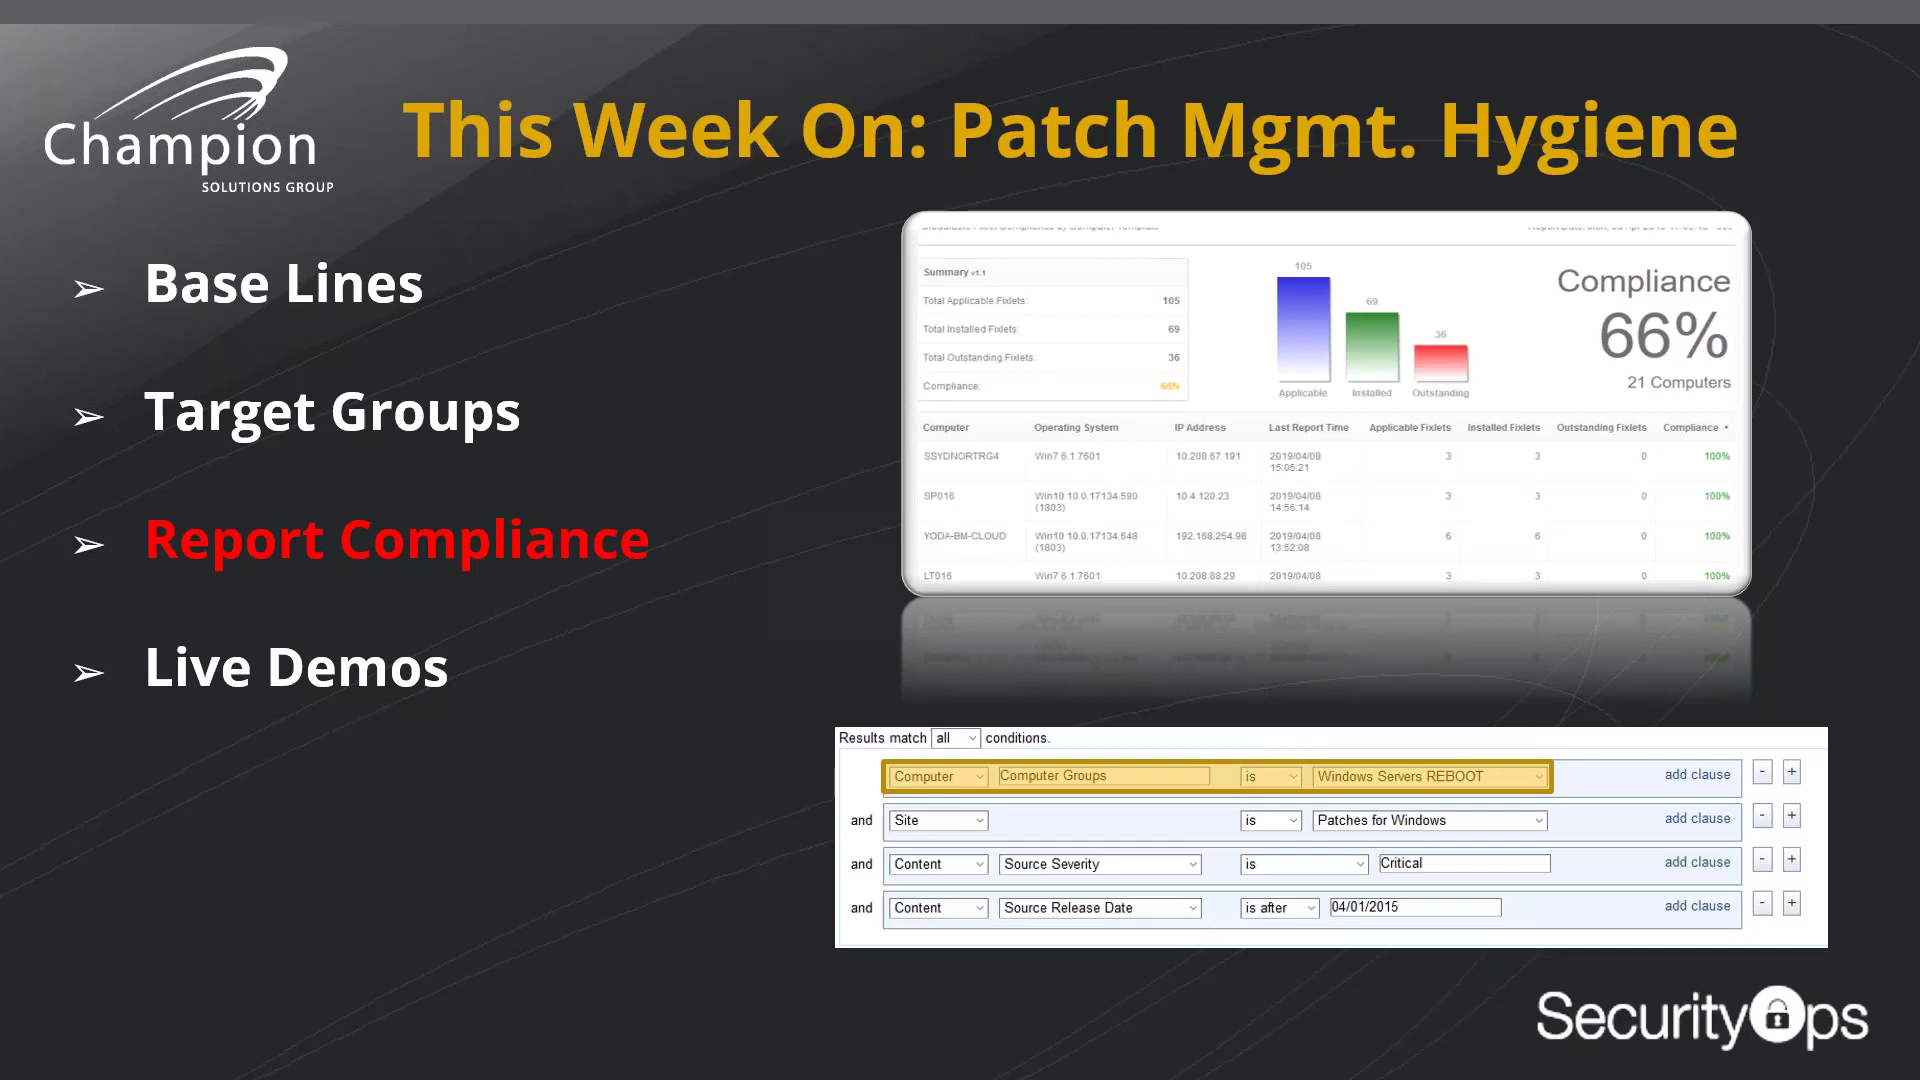 Champion
SOLUTIONS GROUP
This Week On: Patch Mgmt. Hygiene
➢ Base Lines
➢ Target Groups
➢ Report Compliance
➢ Live Demos
Summary v1.1
Total Applicable Fixlets: 105
Total Installed Fixlets: 69
Total Outstanding Fixlets: 36
Compliance: 66%
105
69
36
Applicable Installed Outstanding
Compliance
66%
21 Computers
Computer Operating System IP Address Last Report Time Applicable Fixlets Installed Fixlets Outstanding Fixlets Compliance
SSYDNORTRG4 Win7 6.1.7601 10.208.67.191 2019/04/08 15:05:21 3 3 0 100%
SP016 Win10 10.0.17134.590 (1803) 10.4.120.23 2019/04/08 14:56:14 3 3 0 100%
YODA-BM-CLOUD Win10 10.0.17134.648 (1803) 192.168.254.98 2019/04/08 13:52:08 6 6 0 100%
LT016 Win7 6.1.7601 10.208.88.29 2019/04/08 3 3 0 100%
Results match all conditions.
Computer Computer Groups is Windows Servers REBOOT add clause - +
and Site is Patches for Windows add clause - +
and Content Source Severity is Critical add clause - +
and Content Source Release Date is after 04/01/2015 add clause - +
SecurityOps